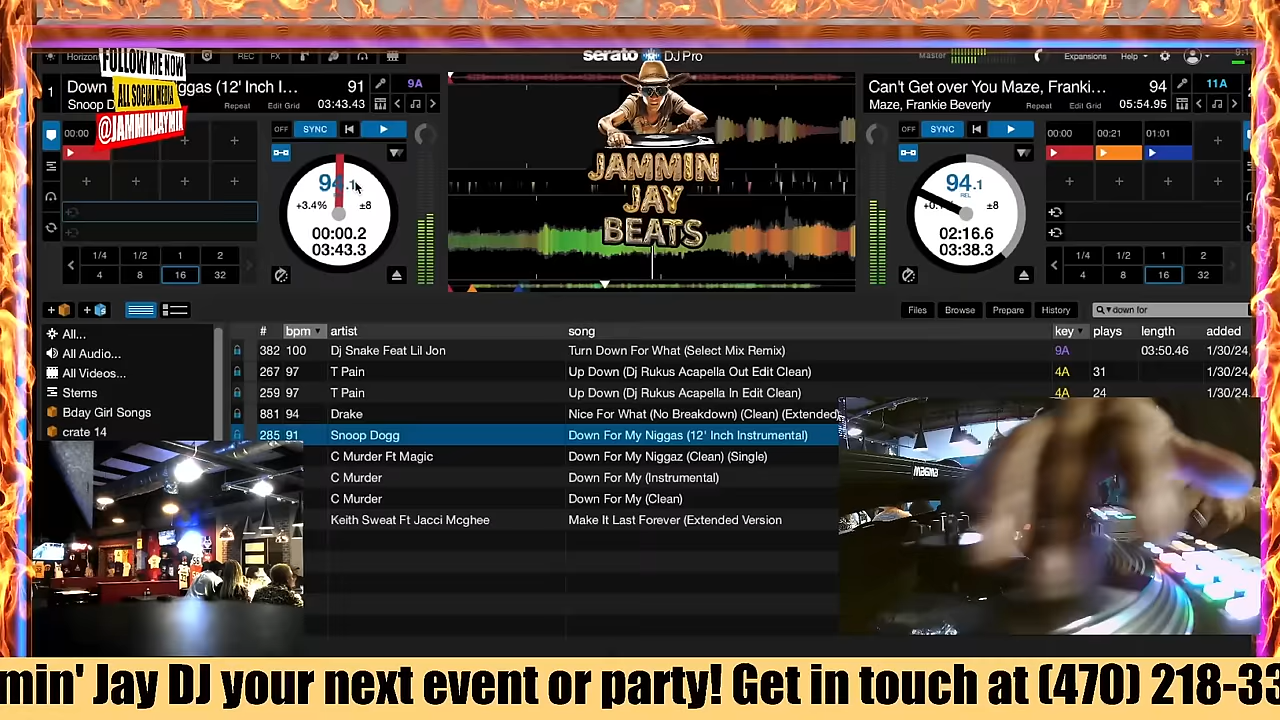 serato DJ Pro
Horizon
REC FX
Master
Expansions Help
FOLLOW ME NOW
ALL SOCIAL MEDIA
@JAMMINJAYMIX
1 Down as (Instrumental 12' Inch I...
91
9A
Snoop D
Repeat Edit Grid 03:43.43
00:00
OFF SYNC
94.1
+3.4% ±8
00:00.2
03:43.3
1/4 1/2 1 2
4 8 16 32
JAMMIN
JAY
BEATS
Can't Get over You Maze, Franki...
94
11A
Maze, Frankie Beverly
Repeat Edit Grid 05:54.95
OFF SYNC
94.1
REL
±8
02:16.6
03:38.3
00:00 00:21 01:01
1/4 1/2 1 2
4 8 16 32
Files Browse Prepare History
down for
All...
All Audio...
All Videos...
Stems
Bday Girl Songs
crate 14
# bpm artist song key plays length added
382 100 Dj Snake Feat Lil Jon Turn Down For What (Select Mix Remix) 9A 03:50.46 1/30/24,
267 97 T Pain Up Down (Dj Rukus Acapella Out Edit Clean) 4A 31 1/30/24,
259 97 T Pain Up Down (Dj Rukus Acapella In Edit Clean) 4A 24 1/30/24,
881 94 Drake Nice For What (No Breakdown) (Clean) (Extended)
285 91 Snoop Dogg Down For My Niggas (12' Inch Instrumental)
C Murder Ft Magic Down For My Niggaz (Clean) (Single)
C Murder Down For My (Instrumental)
C Murder Down For My (Clean)
Keith Sweat Ft Jacci Mcghee Make It Last Forever (Extended Version
MAGMA
min' Jay DJ your next event or party! Get in touch at (470) 218-33